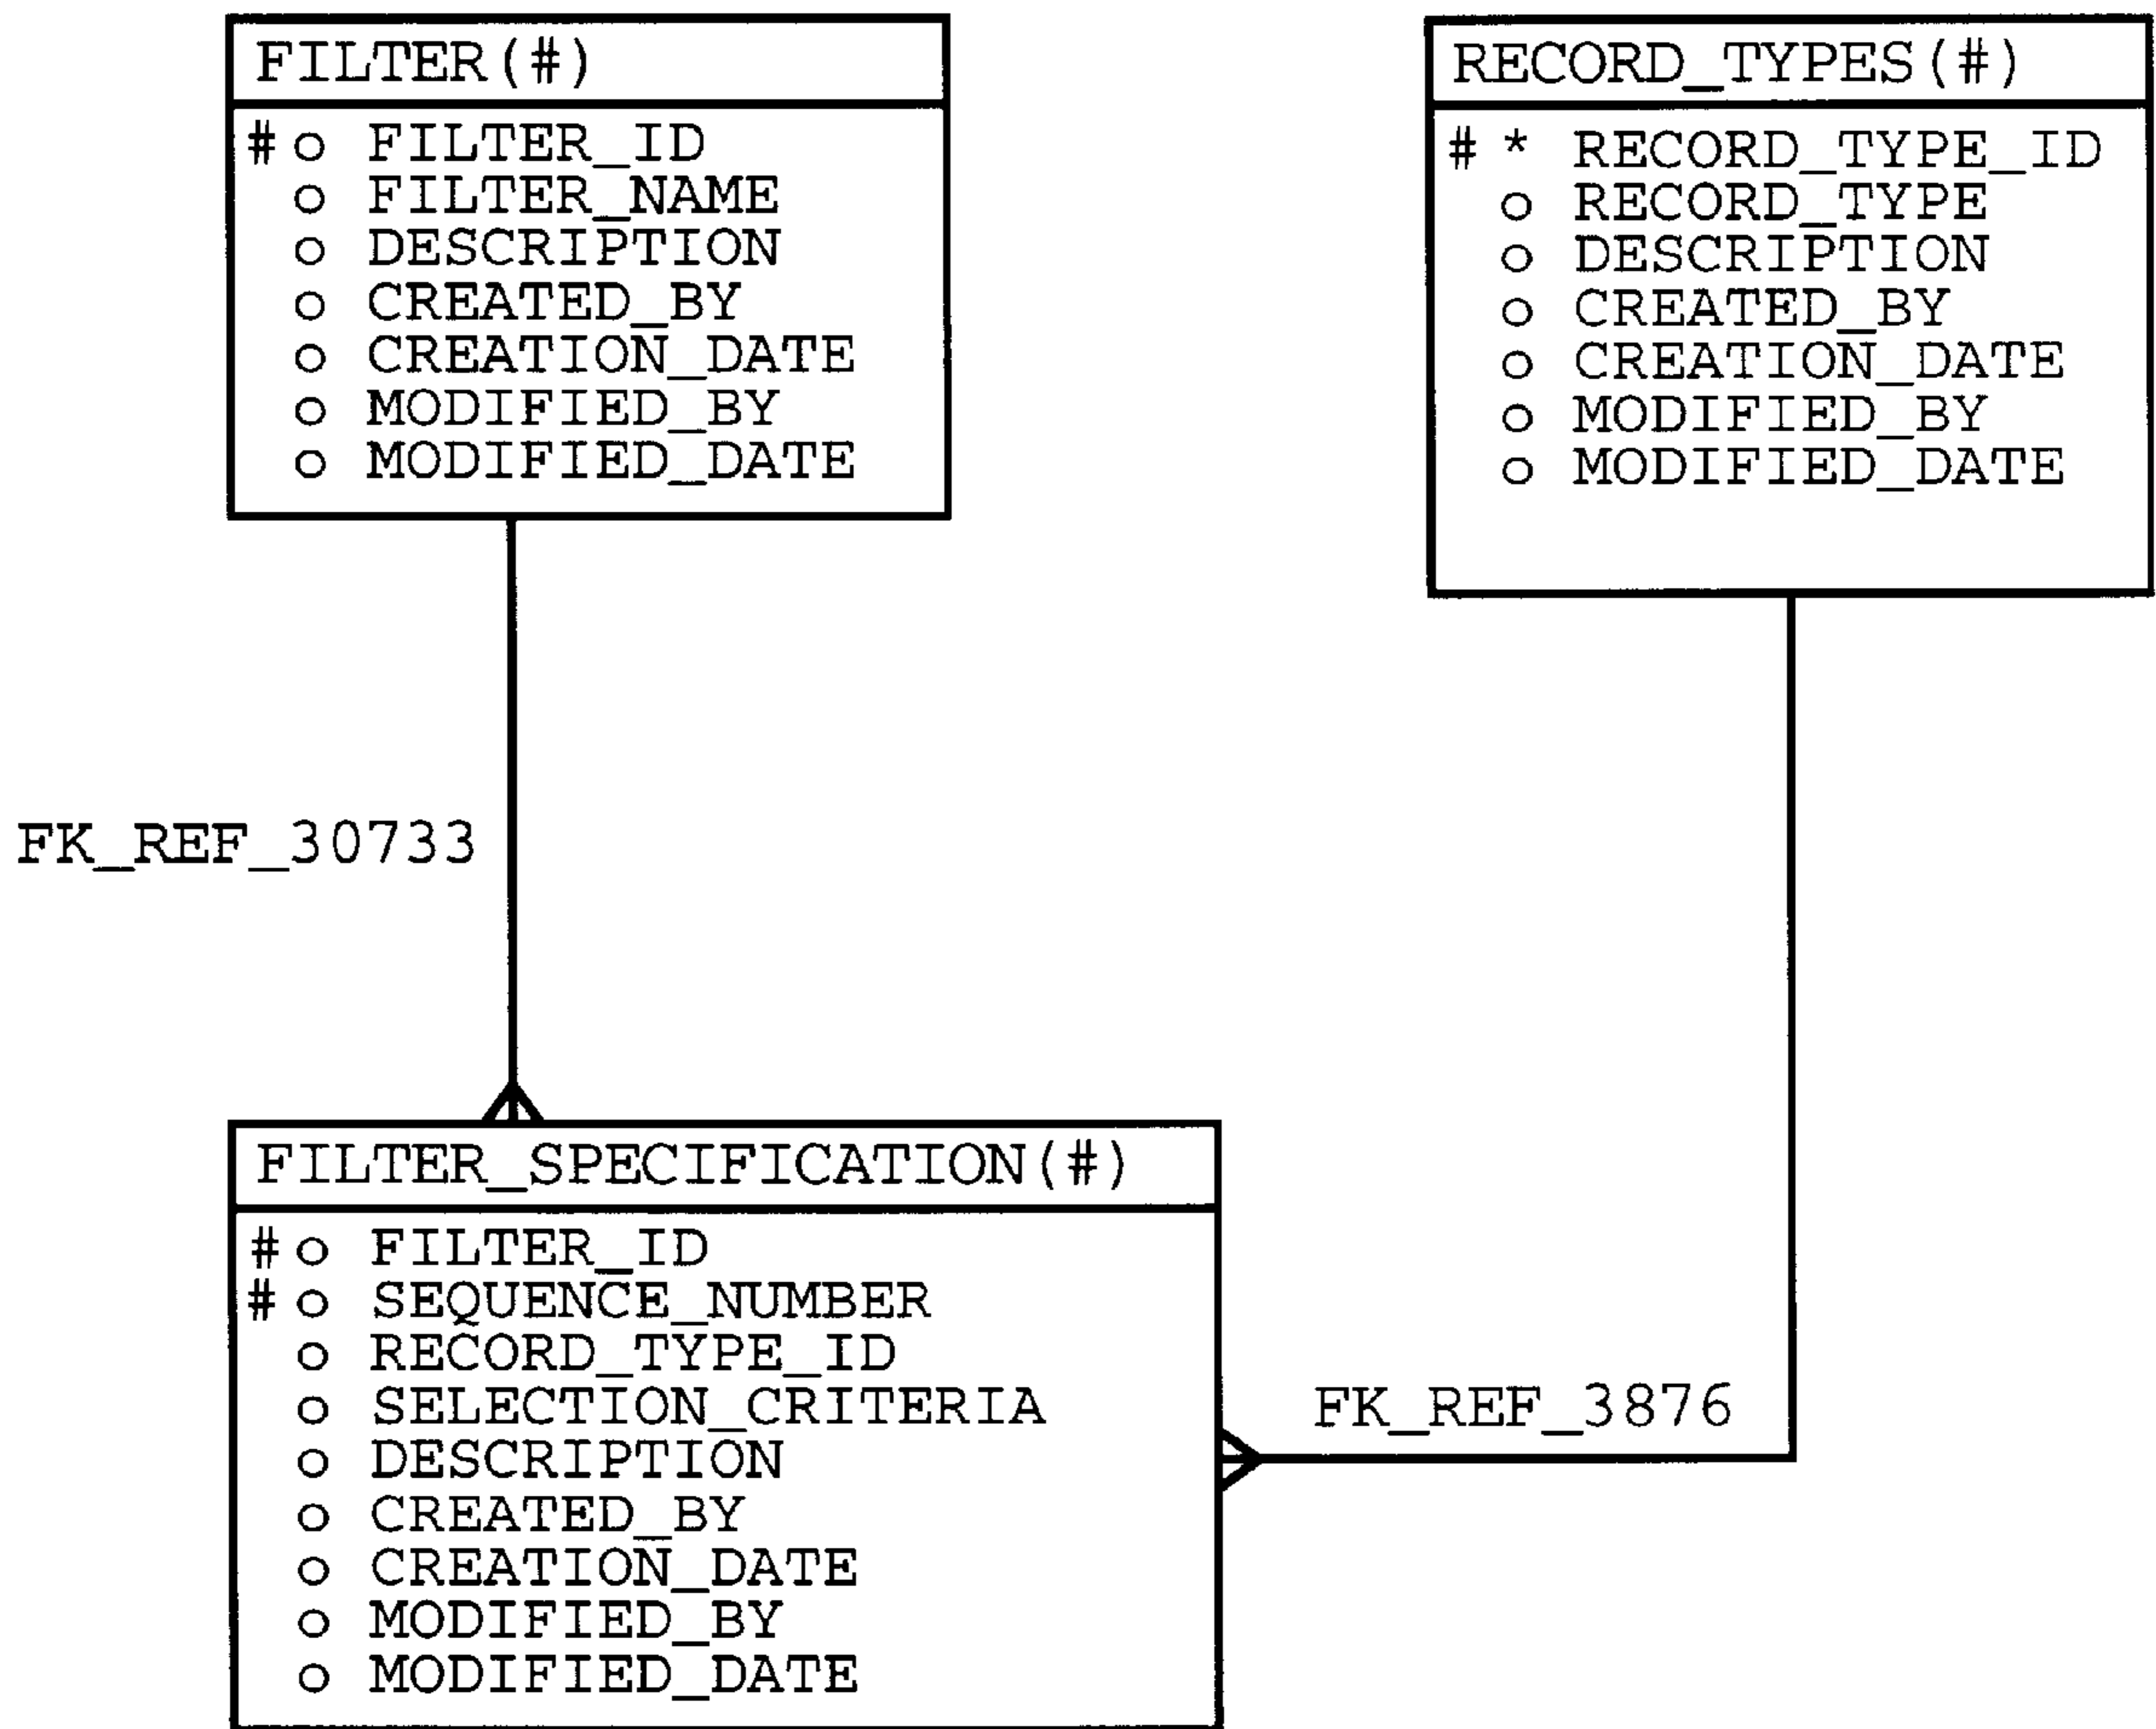 FILTER(#)
# o FILTER_ID
o FILTER_NAME
o DESCRIPTION
o CREATED_BY
o CREATION_DATE
o MODIFIED_BY
o MODIFIED_DATE
RECORD_TYPES(#)
# * RECORD_TYPE_ID
o RECORD_TYPE
o DESCRIPTION
o CREATED_BY
o CREATION_DATE
o MODIFIED_BY
o MODIFIED_DATE
FK_REF_30733
FILTER_SPECIFICATION(#)
# o FILTER_ID
# o SEQUENCE_NUMBER
o RECORD_TYPE_ID
o SELECTION_CRITERIA
o DESCRIPTION
o CREATED_BY
o CREATION_DATE
o MODIFIED_BY
o MODIFIED_DATE
FK_REF_3876